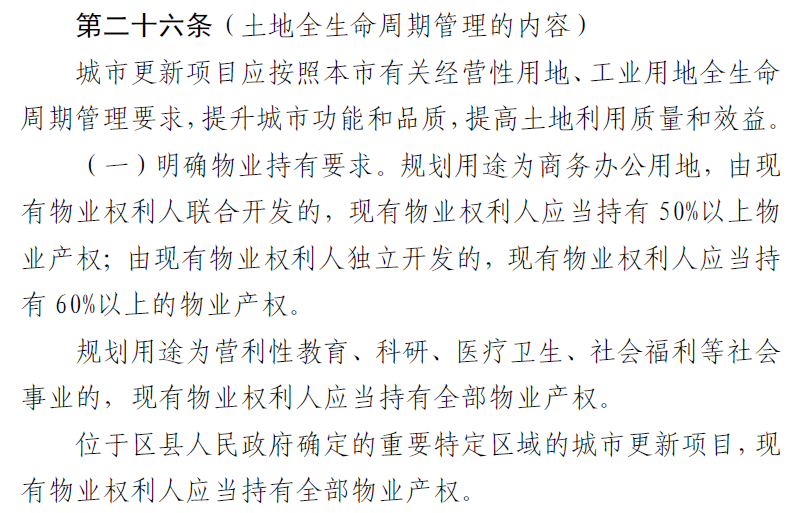 第二十六条（土地全生命周期管理的内容）
城市更新项目应按照本市有关经营性用地、工业用地全生命
周期管理要求，提升城市功能和品质，提高土地利用质量和效益。
（一）明确物业持有要求。规划用途为商务办公用地，由现
有物业权利人联合开发的，现有物业权利人应当持有 50%以上物
业产权；由现有物业权利人独立开发的，现有物业权利人应当持
有 60%以上的物业产权。
规划用途为营利性教育、科研、医疗卫生、社会福利等社会
事业的，现有物业权利人应当持有全部物业产权。
位于区县人民政府确定的重要特定区域的城市更新项目，现
有物业权利人应当持有全部物业产权。